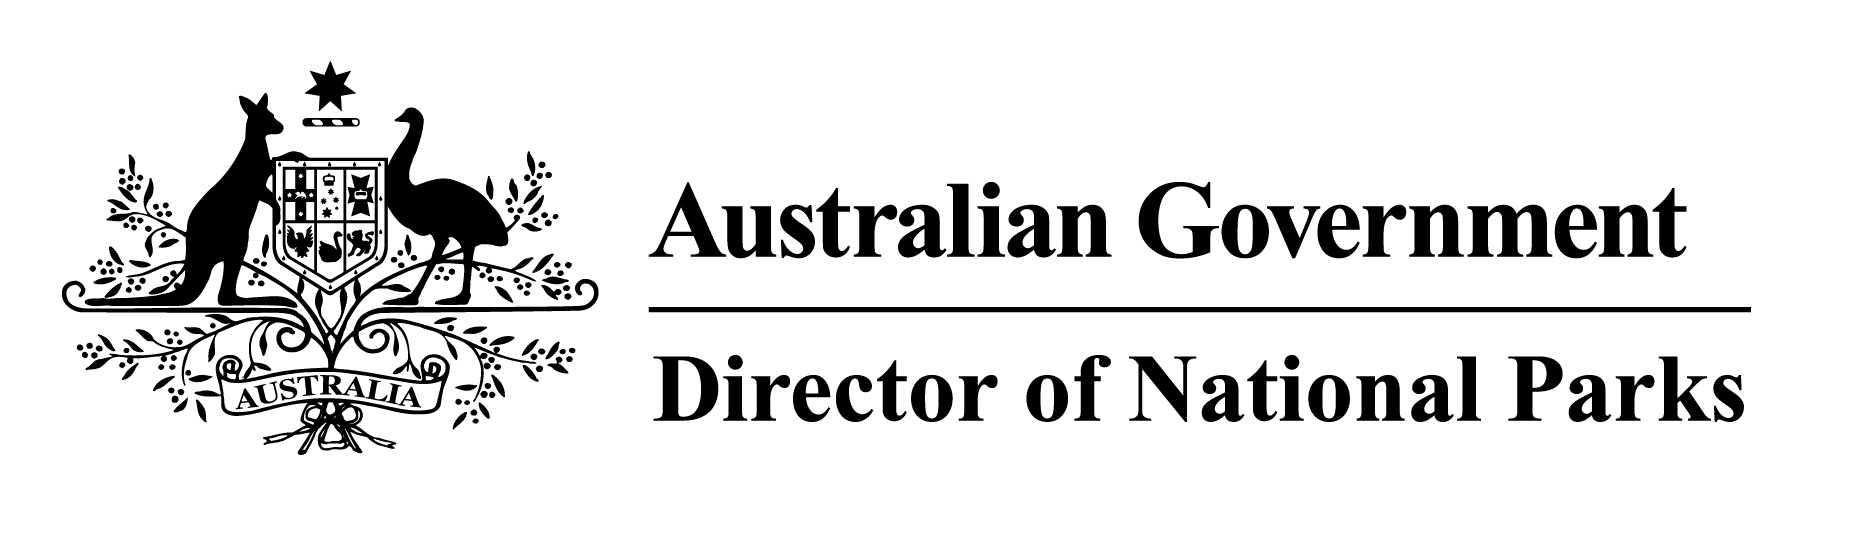 AUSTRALIA
Australian Government
Director of National Parks